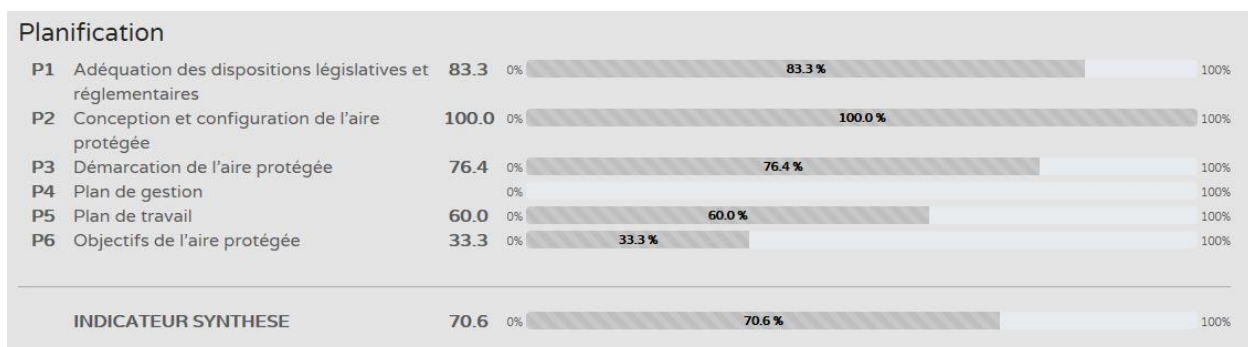 Planification
P1 Adéquation des dispositions législatives et 83.3 0% 83.3 % 100%
réglementaires
P2 Conception et configuration de l'aire 100.0 0% 100.0 % 100%
protégée
P3 Démarcation de l'aire protégée 76.4 0% 76.4 % 100%
P4 Plan de gestion 0% 100%
P5 Plan de travail 60.0 0% 60.0 % 100%
P6 Objectifs de l'aire protégée 33.3 0% 33.3 % 100%
INDICATEUR SYNTHESE 70.6 0% 70.6 % 100%